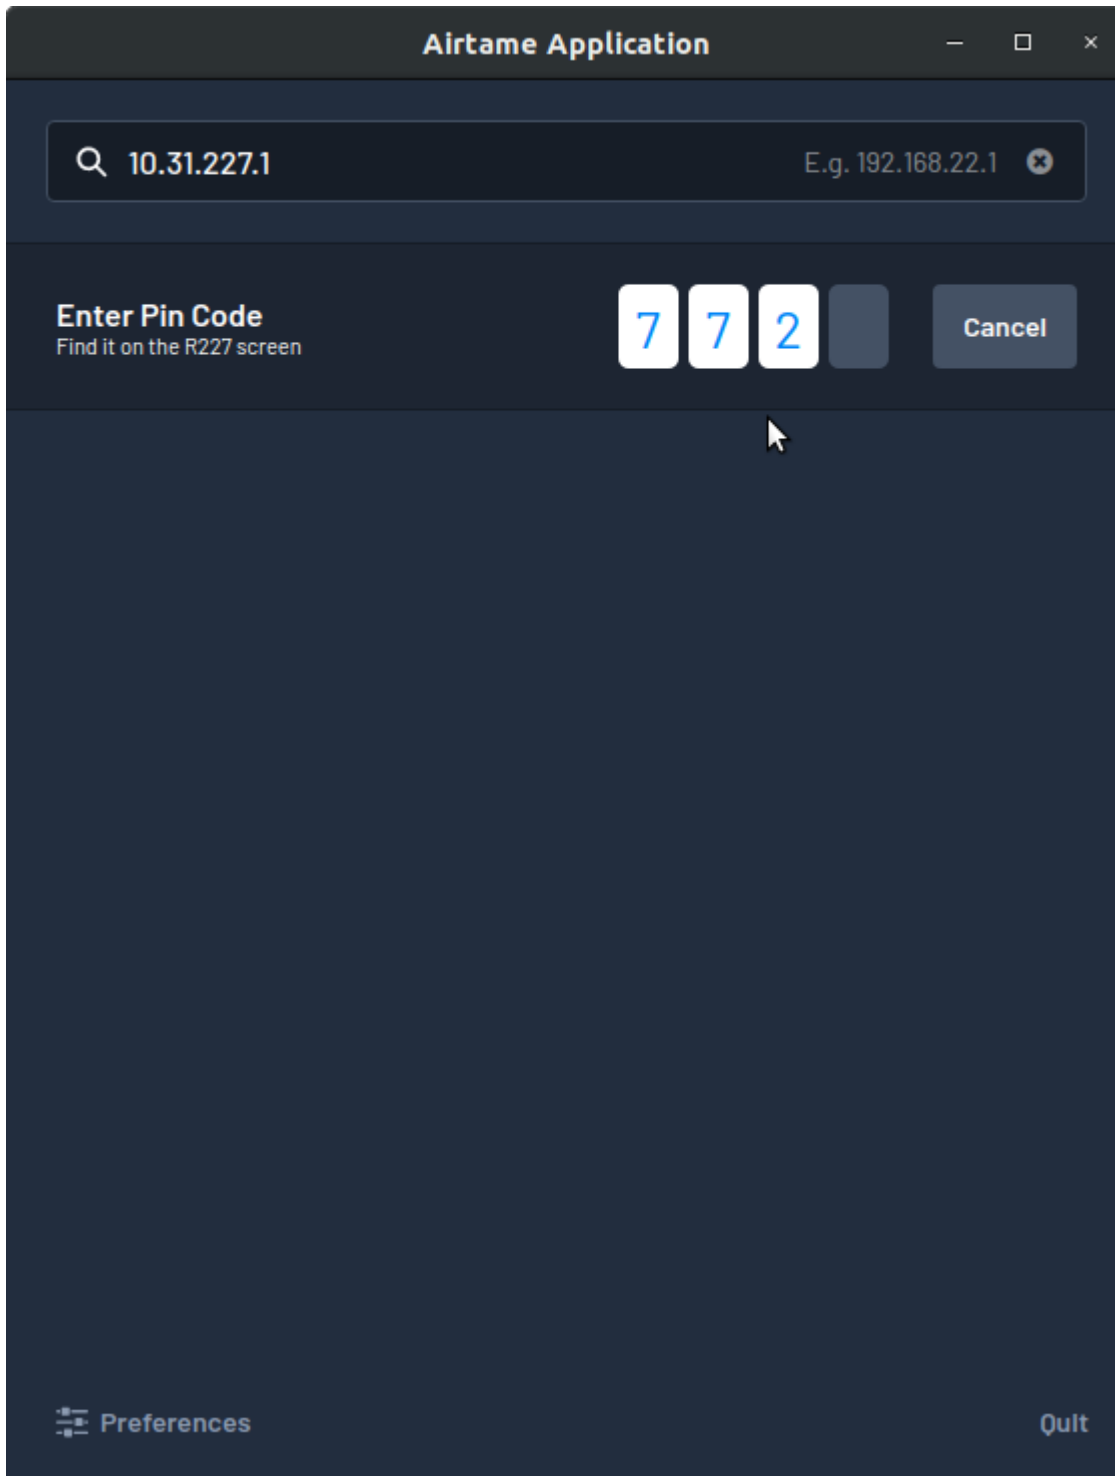 Airtame Application
10.31.227.1 E.g. 192.168.22.1
Enter Pin Code
Find it on the R227 screen
7 7 2
Cancel
Preferences
Quit